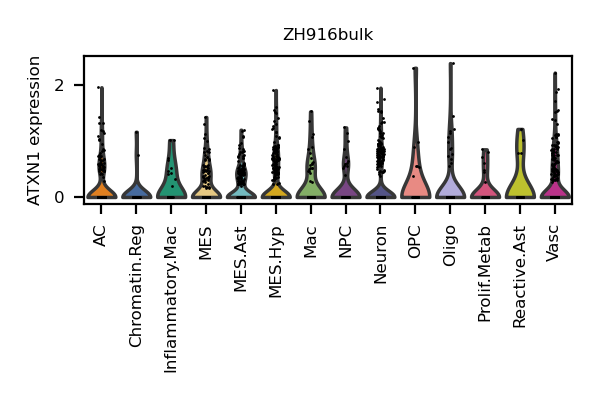 ZH916bulk
ATXN1 expression
2
0
AC
Chromatin.Reg
Inflammatory.Mac
MES
MES.Ast
MES.Hyp
Mac
NPC
Neuron
OPC
Oligo
Prolif.Metab
Reactive.Ast
Vasc